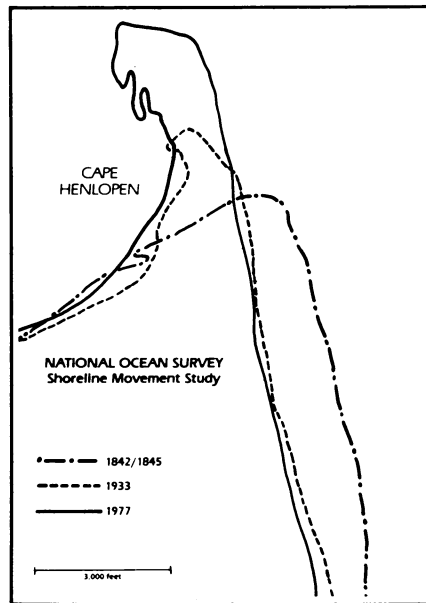 CAPE
HENLOPEN
NATIONAL OCEAN SURVEY
Shoreline Movement Study
1842/1845
1933
1977
3,000 feet